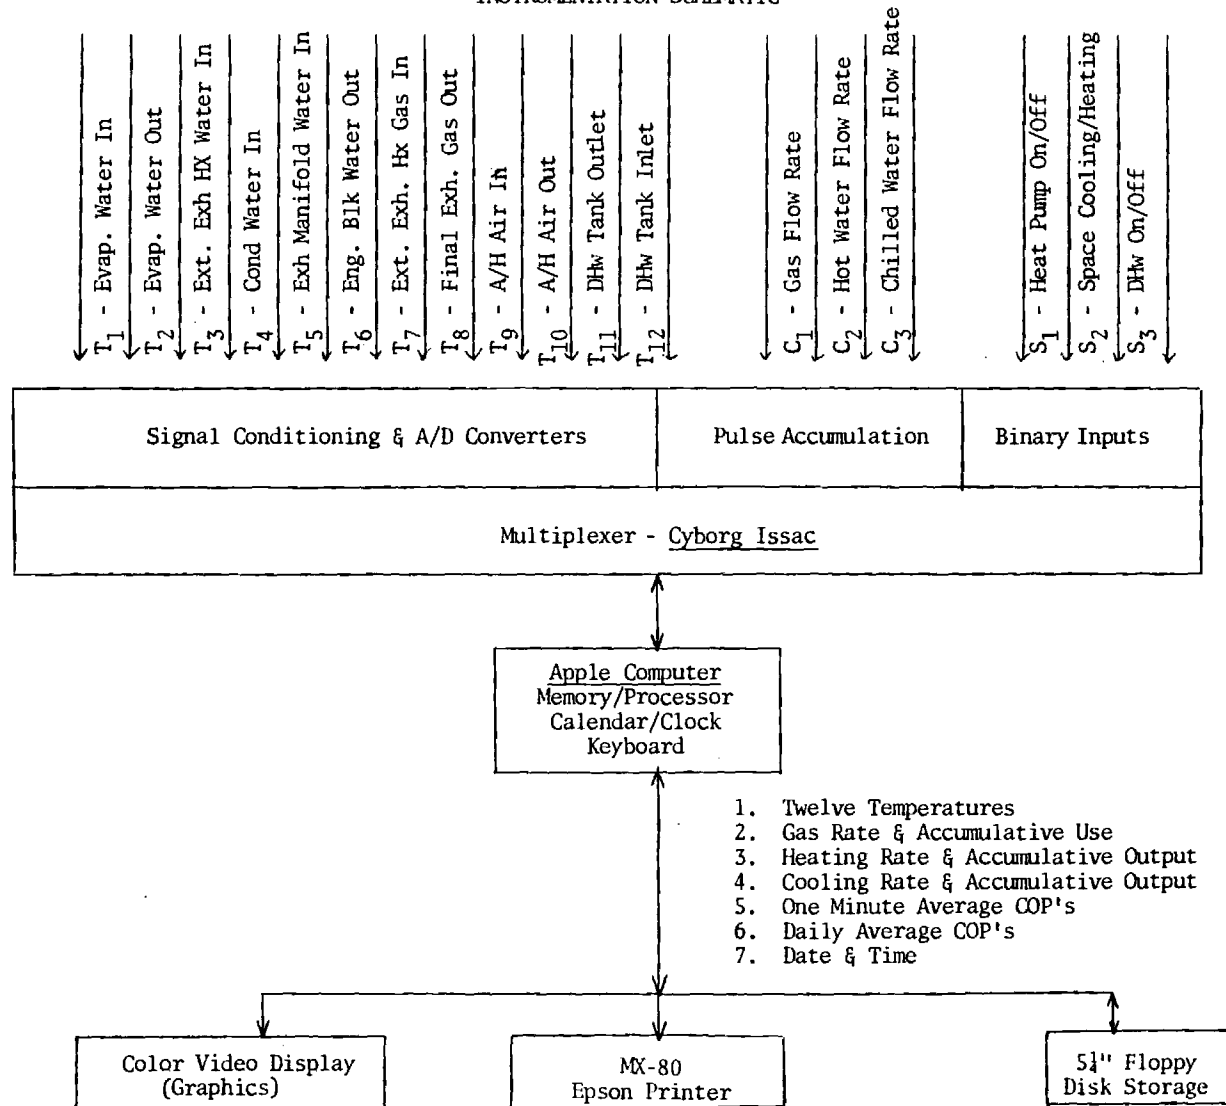 INSTRUMENTATION SCHEMATIC
T1 - Evap. Water In
T2 - Evap. Water Out
T3 - Ext. Exh HX Water In
T4 - Cond Water In
T5 - Exh Manifold Water In
T6 - Eng. Blk Water Out
T7 - Ext. Exh. Hx Gas In
T8 - Final Exh. Gas Out
T9 - A/H Air In
T10 - A/H Air Out
T11 - DHw Tank Outlet
T12 - DHw Tank Inlet
C1 - Gas Flow Rate
C2 - Hot Water Flow Rate
C3 - Chilled Water Flow Rate
S1 - Heat Pump On/Off
S2 - Space Cooling/Heating
S3 - DHw On/Off
Signal Conditioning & A/D Converters
Pulse Accumulation
Binary Inputs
Multiplexer - Cyborg Issac
Apple Computer
Memory/Processor
Calendar/Clock
Keyboard
1. Twelve Temperatures
2. Gas Rate & Accumulative Use
3. Heating Rate & Accumulative Output
4. Cooling Rate & Accumulative Output
5. One Minute Average COP's
6. Daily Average COP's
7. Date & Time
Color Video Display
(Graphics)
MX-80
Epson Printer
5¼" Floppy
Disk Storage